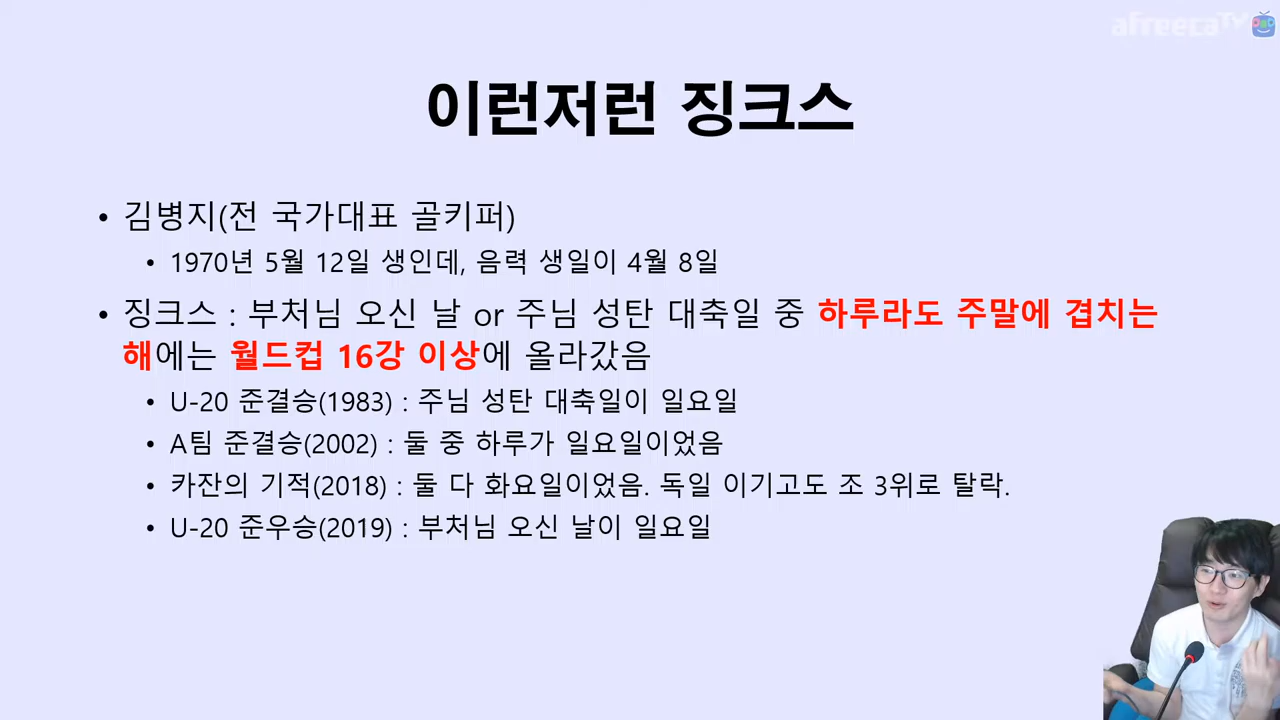 afreecaTV
이런저런 징크스
• 김병지(전 국가대표 골키퍼)
• 1970년 5월 12일 생인데, 음력 생일이 4월 8일
• 징크스 : 부처님 오신 날 or 주님 성탄 대축일 중 하루라도 주말에 겹치는
해에는 월드컵 16강 이상에 올라갔음
• U-20 준결승(1983) : 주님 성탄 대축일이 일요일
• A팀 준결승(2002) : 둘 중 하루가 일요일이었음
• 카잔의 기적(2018) : 둘 다 화요일이었음. 독일 이기고도 조 3위로 탈락.
• U-20 준우승(2019) : 부처님 오신 날이 일요일